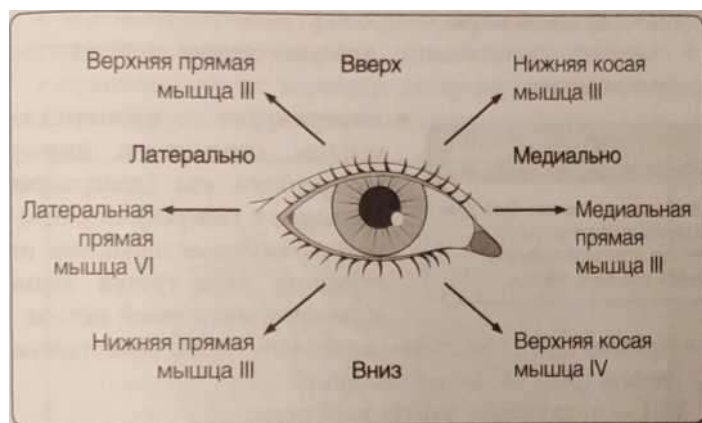 Верхняя прямая
мышца III
Вверх
Нижняя косая
мышца III
Латерально
Медиально
Латеральная
прямая
мышца VI
Медиальная
прямая
мышца III
Нижняя прямая
мышца III
Вниз
Верхняя косая
мышца IV